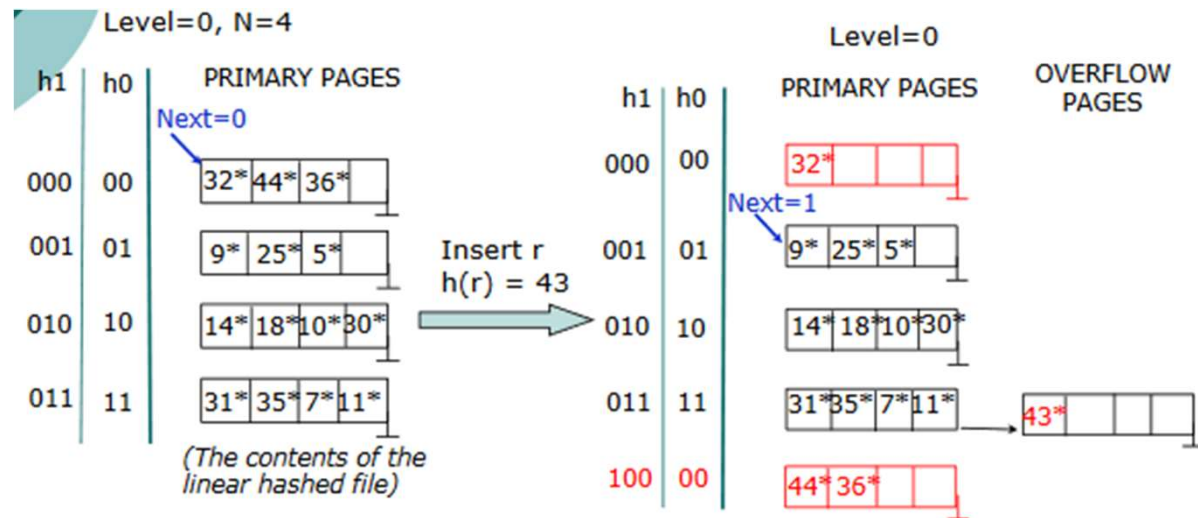 Level=0, N=4
h1 h0 PRIMARY PAGES
Next=0
000 00 32* 44* 36*
001 01 9* 25* 5*
010 10 14* 18* 10* 30*
011 11 31* 35* 7* 11*
(The contents of the
linear hashed file)
Insert r
h(r) = 43
Level=0
h1 h0 PRIMARY PAGES
OVERFLOW
PAGES
000 00 32*
Next=1
001 01 9* 25* 5*
010 10 14* 18* 10* 30*
011 11 31* 35* 7* 11* 43*
100 00 44* 36*